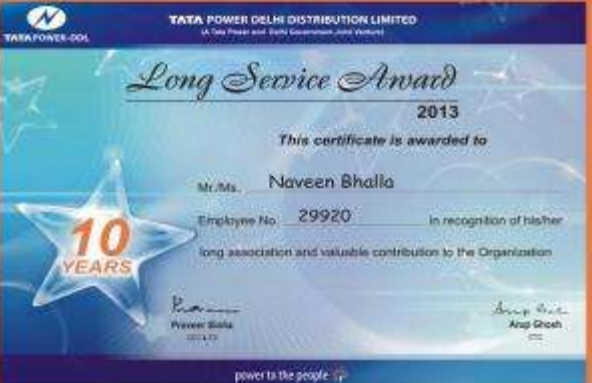 TATA POWER-DDL
TATA POWER DELHI DISTRIBUTION LIMITED
(A Tata Power and Delhi Government Joint Venture)
Long Service Award
2013
This certificate is awarded to
Mr./Ms. Naveen Bhalla
Employee No. 29920 in recognition of his/her
long association and valuable contribution to the Organization
10
YEARS
Praveer Sinha
Arup Ghosh
power to the people